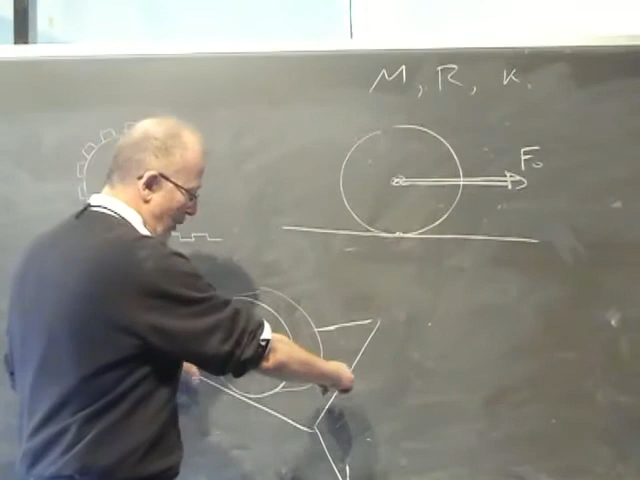 M, R, K.
F₀